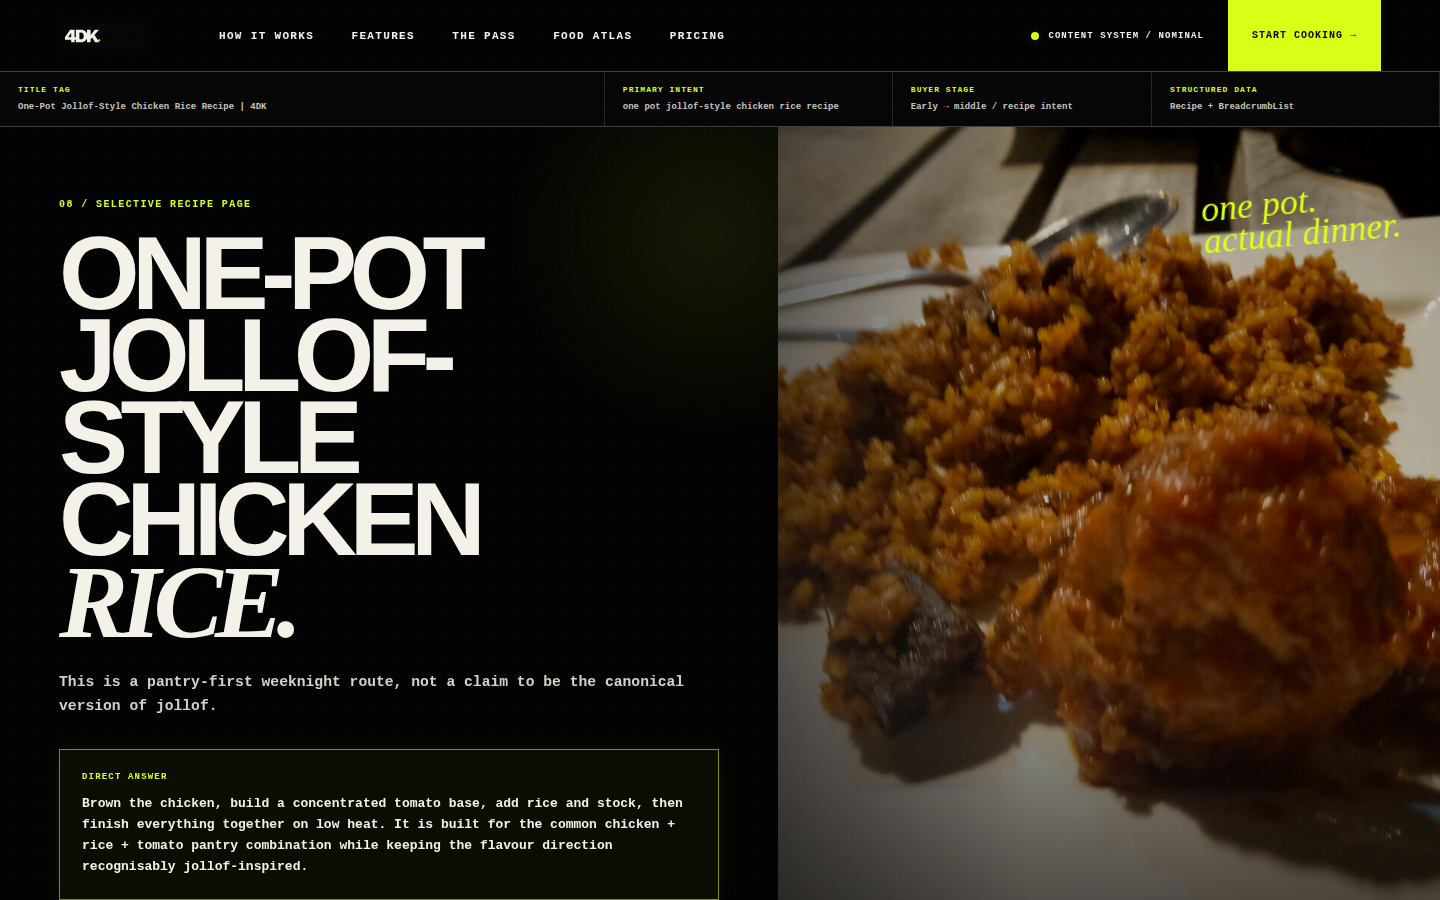 4DK.
HOW IT WORKS
FEATURES
THE PASS
FOOD ATLAS
PRICING
CONTENT SYSTEM / NOMINAL
START COOKING →
TITLE TAG
One-Pot Jollof-Style Chicken Rice Recipe | 4DK
PRIMARY INTENT
one pot jollof-style chicken rice recipe
BUYER STAGE
Early → middle / recipe intent
STRUCTURED DATA
Recipe + BreadcrumbList
08 / SELECTIVE RECIPE PAGE
ONE-POT
JOLLOF-
STYLE
CHICKEN
RICE.
one pot.
actual dinner.
This is a pantry-first weeknight route, not a claim to be the canonical
version of jollof.
DIRECT ANSWER
Brown the chicken, build a concentrated tomato base, add rice and stock, then
finish everything together on low heat. It is built for the common chicken +
rice + tomato pantry combination while keeping the flavour direction
recognisably jollof-inspired.